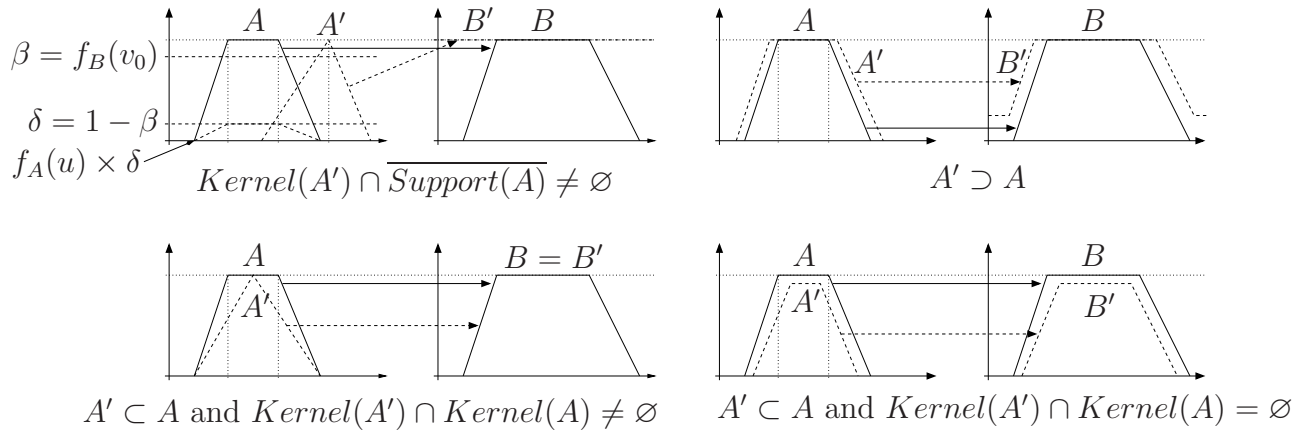 A A′ B′ B
β = f_B(v_0)
δ = 1 − β
f_A(u) × δ
Kernel(A′) ∩ \overline{Support(A)} ≠ ∅
A A′ B′ B
A′ ⊃ A
A A′ B = B′
A′ ⊂ A and Kernel(A′) ∩ Kernel(A) ≠ ∅
A A′ B B′
A′ ⊂ A and Kernel(A′) ∩ Kernel(A) = ∅